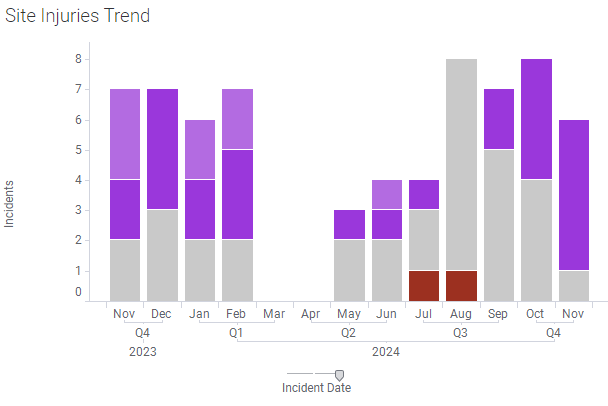 Site Injuries Trend
8
7
6
5
4
3
2
1
0
Incidents
Nov Dec Jan Feb Mar Apr May Jun Jul Aug Sep Oct Nov
Q4 Q1 Q2 Q3 Q4
2023 2024
Incident Date